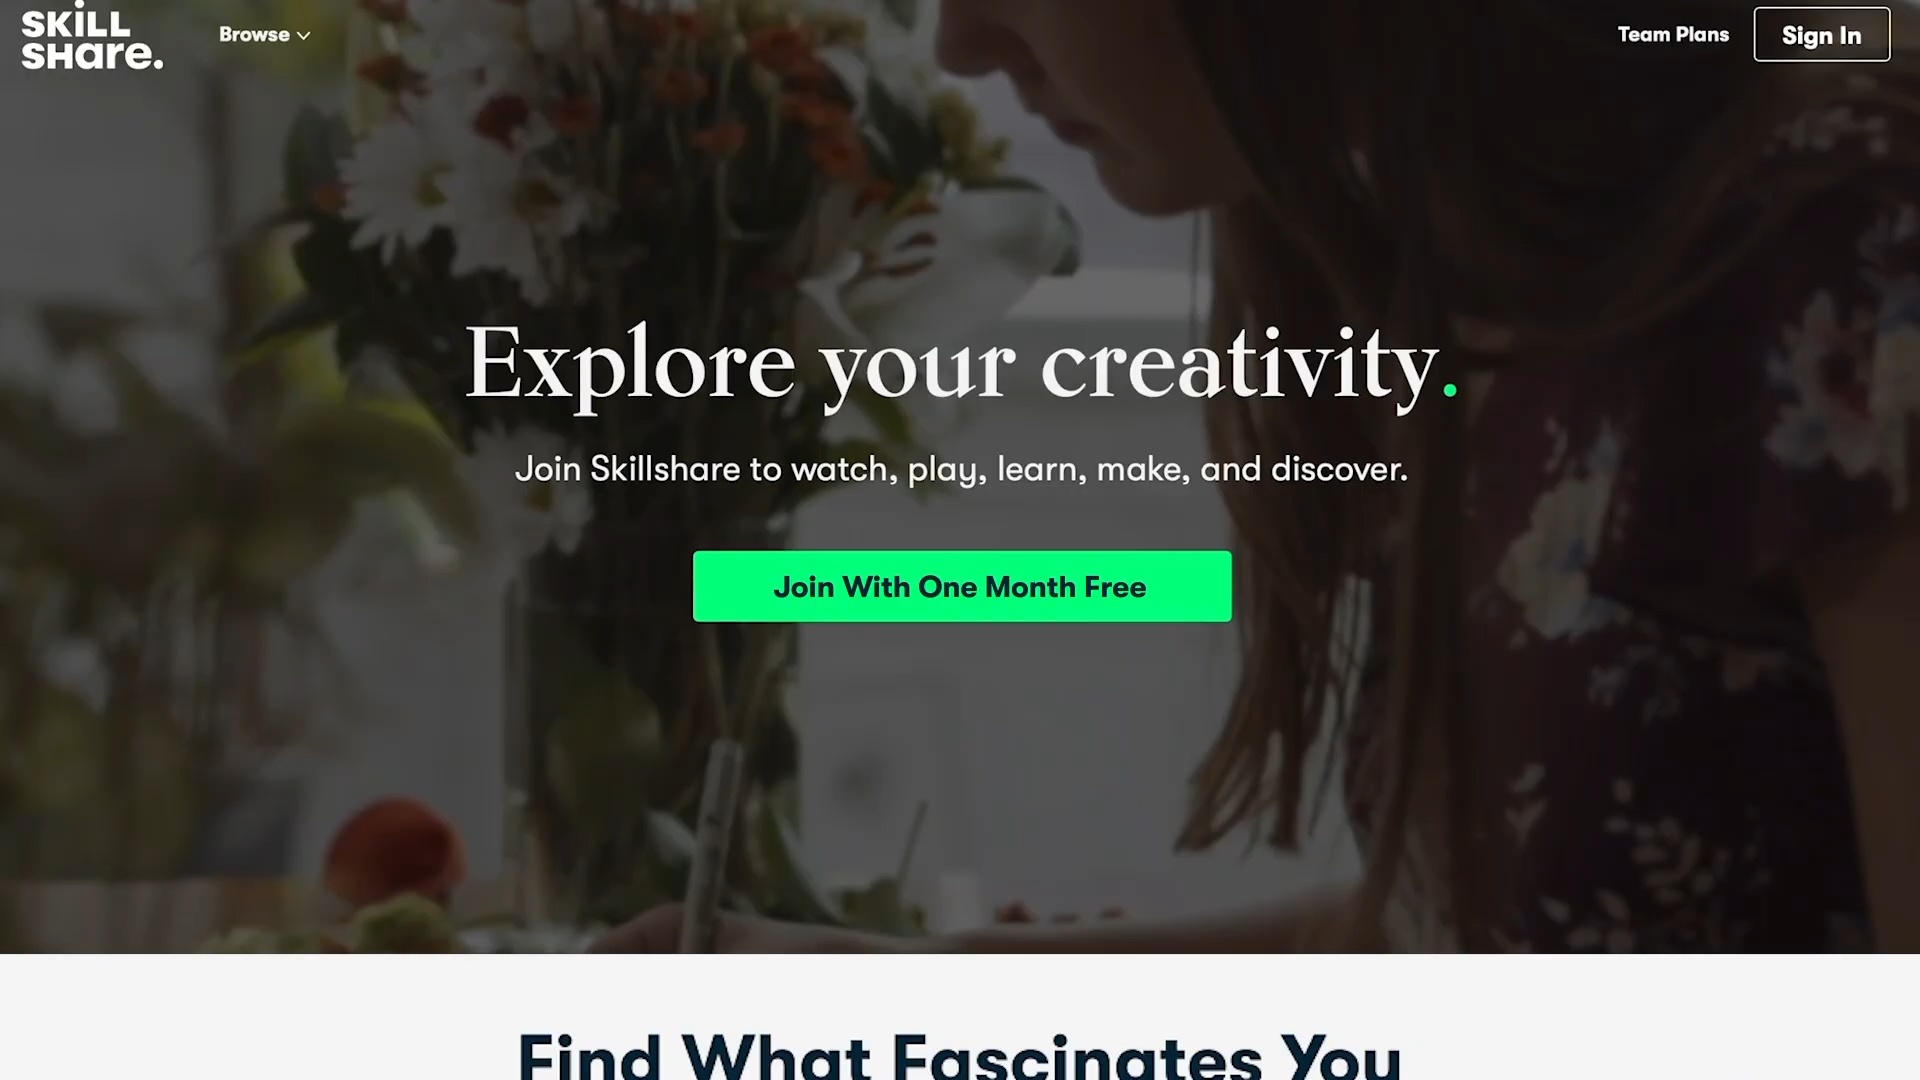 SKILL
SHare.
Browse
Team Plans
Sign In
Explore your creativity.
Join Skillshare to watch, play, learn, make, and discover.
Join With One Month Free
Find What Fascinates You